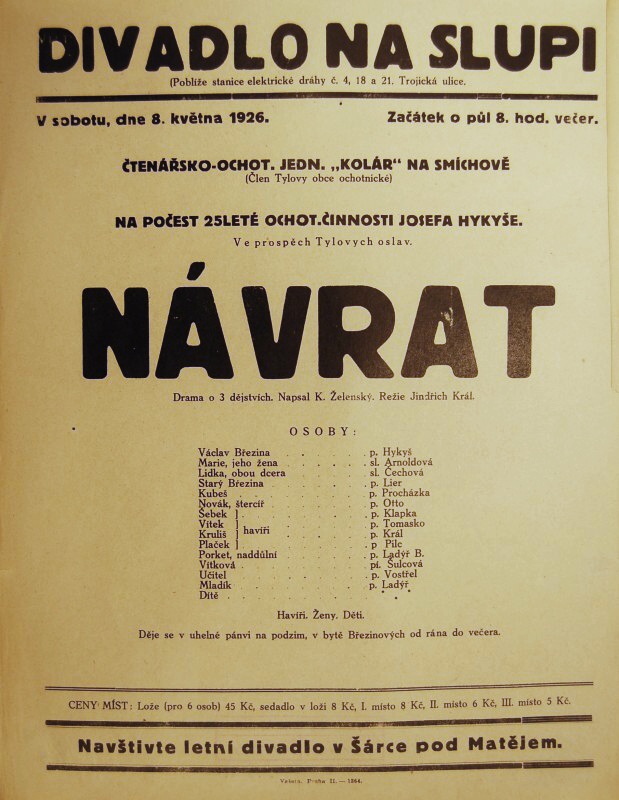 DIVADLO NA SLUPI
(Poblíže stanice elektrické dráhy č. 4, 18 a 21. Trojická ulice.
V sobotu, dne 8. května 1926.
Začátek o půl 8. hod. večer.
ČTENÁŘSKO-OCHOT. JEDN. „KOLÁR" NA SMÍCHOVĚ
(Člen Tylovy obce ochotnické)
NA POČEST 25LETÉ OCHOT.ČINNOSTI JOSEFA HYKYŠE.
Ve prospěch Tylových oslav.
NÁVRAT
Drama o 3 dějstvích. Napsal K. Želenský. Režie Jindřich Král.
OSOBY:
Václav Březina . . . . . . p. Hykyš
Marie, jeho žena . . . . . sl. Arnoldová
Lidka, obou dcera . . . . . sl. Čechová
Starý Březina . . . . . . p. Lier
Kubeš . . . . . . . p. Procházka
Novák, štercíř . . . . . . p. Otto
Šebek ] . . . . . p. Klapka
Vítek ] . . . . . p. Tomasko
Kruliš ] havíři . . . . . p. Král
Plaček ] . . . . . p Pilc
Porket, naddůlní . . . . . p. Ladýř B.
Vítková . . . . . . . pí. Šulcová
Učitel . . . . . . . p. Vostřel
Mladík . . . . . . . p. Ladýř
Dítě . . . . . . . * * *
Havíři. Ženy. Děti.
Děje se v uhelné pánvi na podzim, v bytě Březinových od rána do večera.
CENY MÍST: Lože (pro 6 osob) 45 Kč, sedadlo v loži 8 Kč, I. místo 8 Kč, II. místo 6 Kč, III. místo 5 Kč.
Navštivte letní divadlo v Šárce pod Matějem.
Praha II. — 1364.